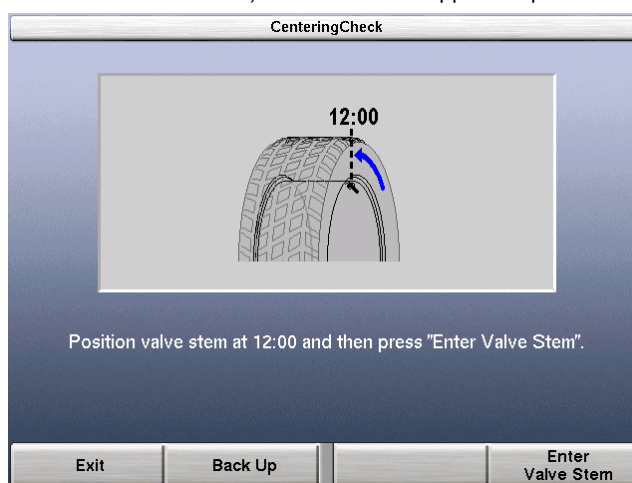 CenteringCheck
12:00
Position valve stem at 12:00 and then press "Enter Valve Stem".
Exit
Back Up
Enter
Valve Stem